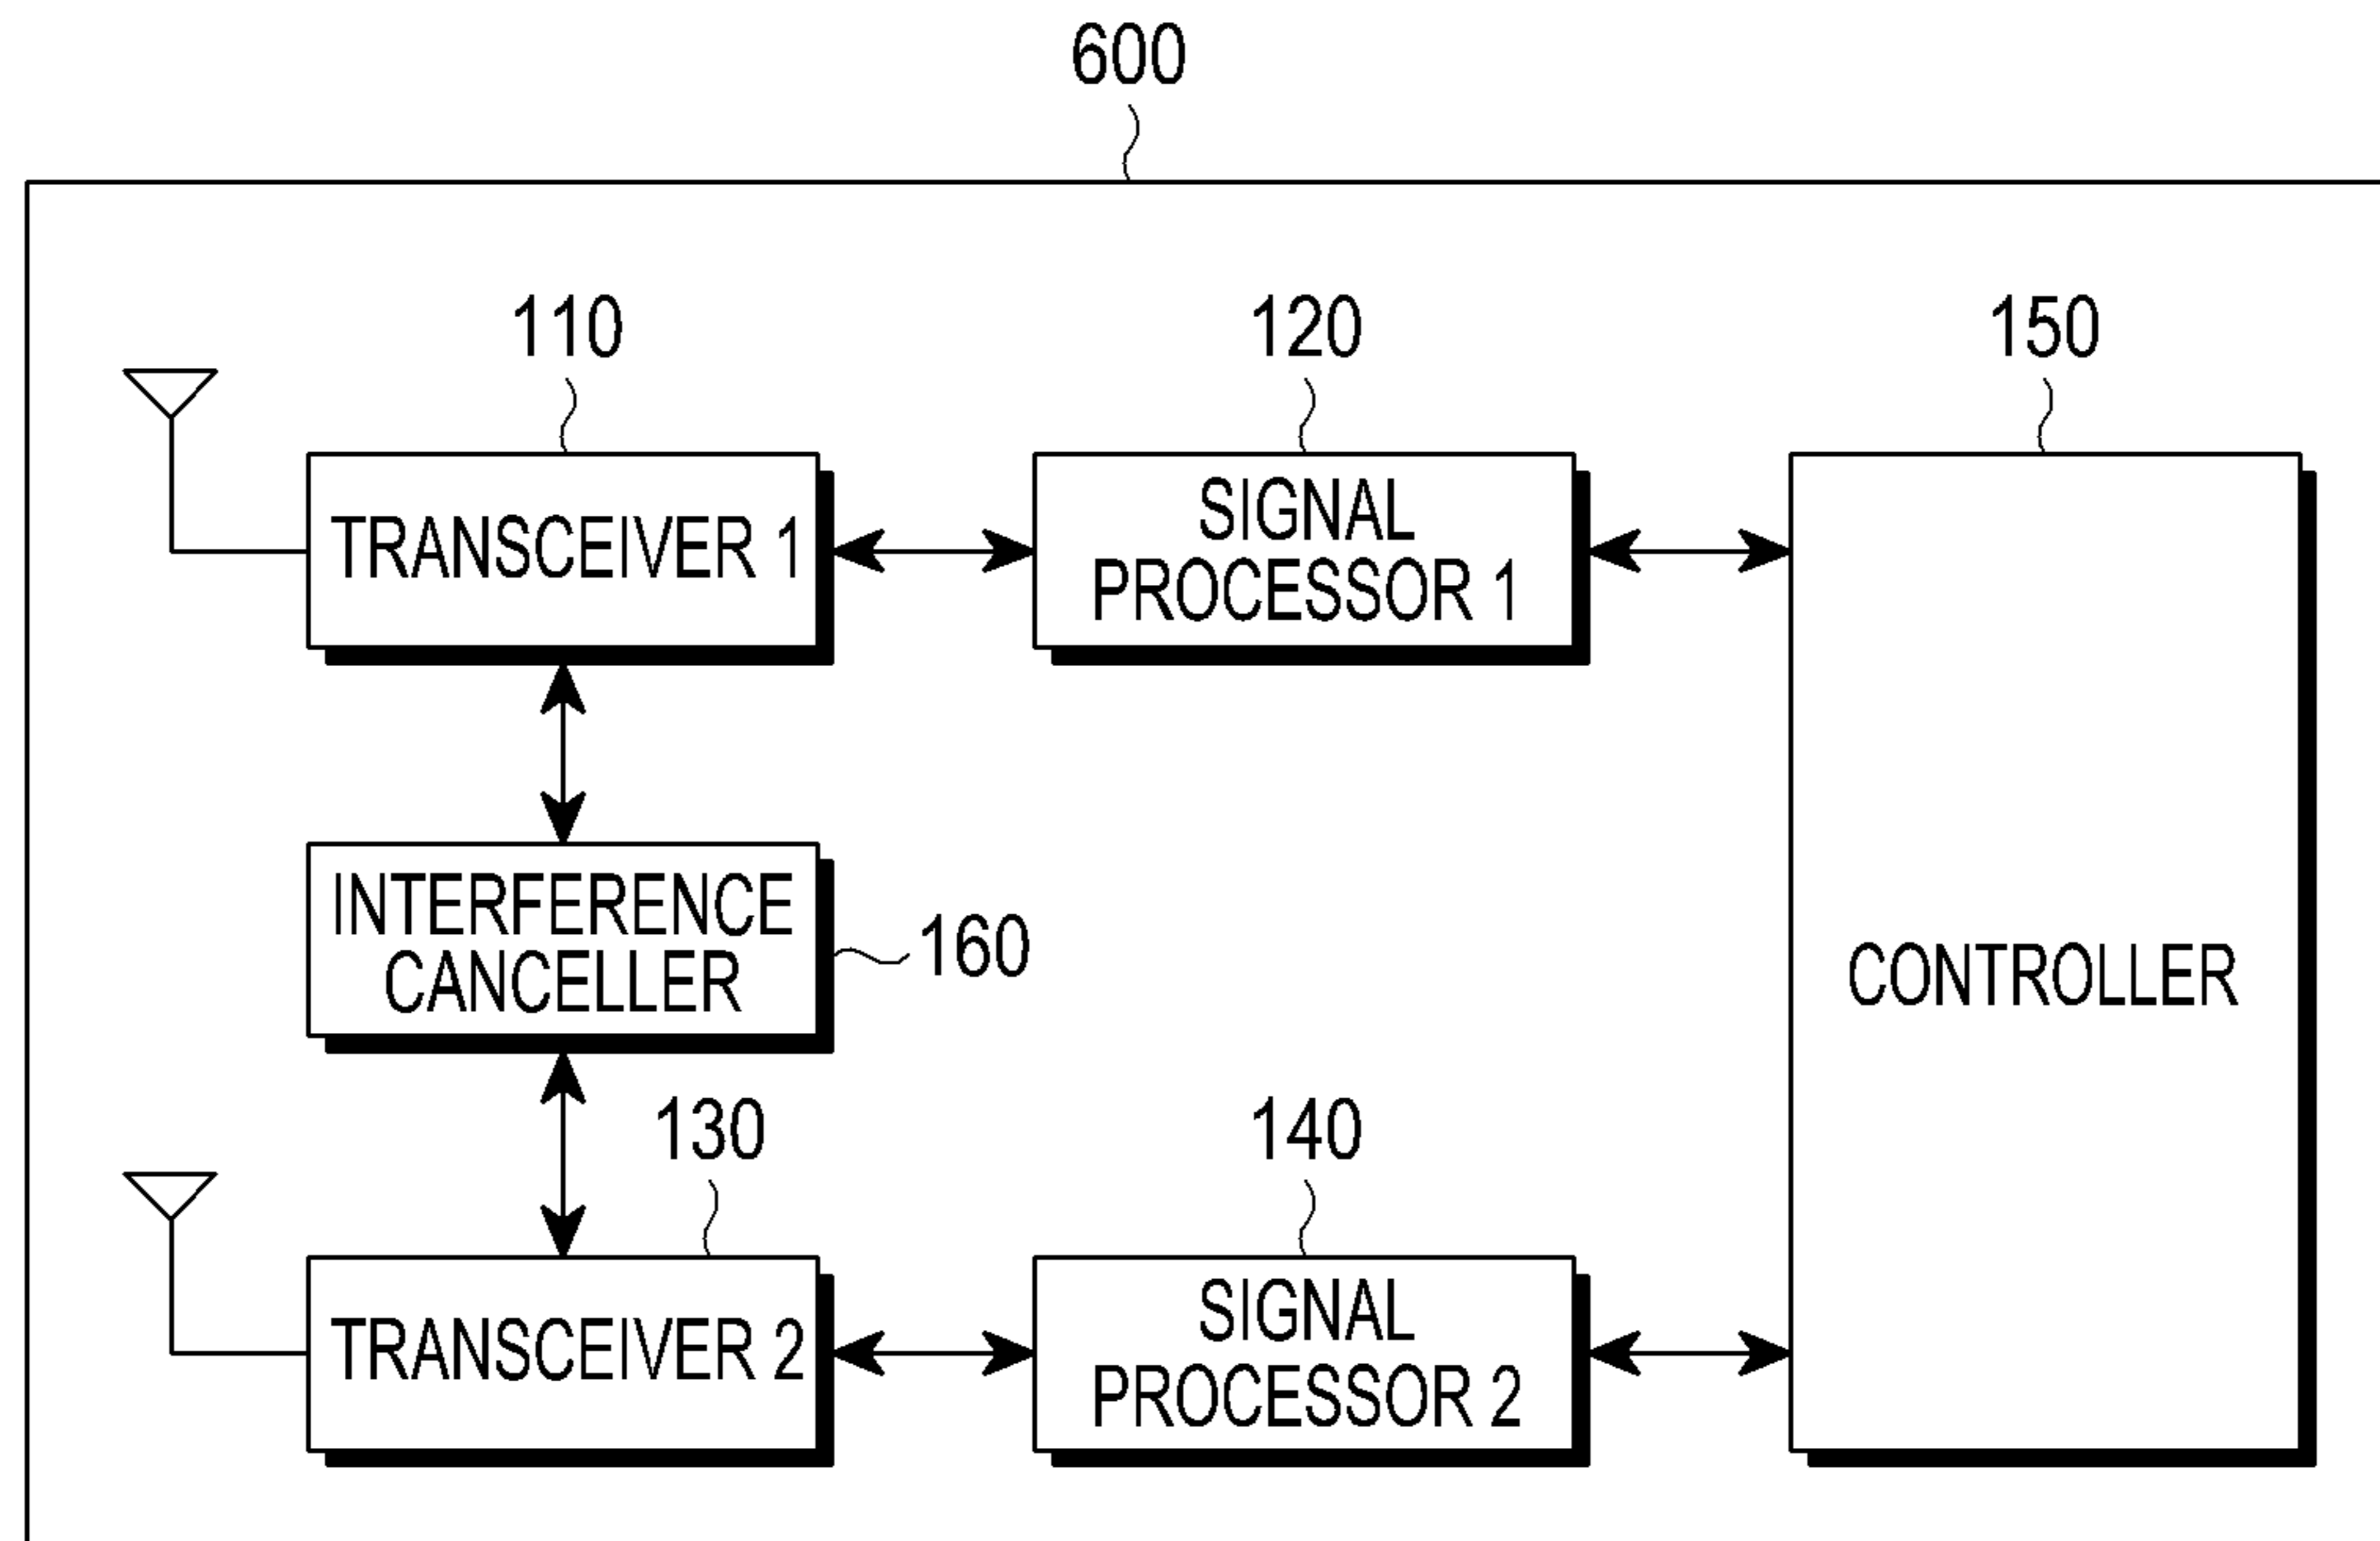 600
110
120
150
TRANSCEIVER 1
SIGNAL
PROCESSOR 1
INTERFERENCE
CANCELLER
160
CONTROLLER
130
140
TRANSCEIVER 2
SIGNAL
PROCESSOR 2